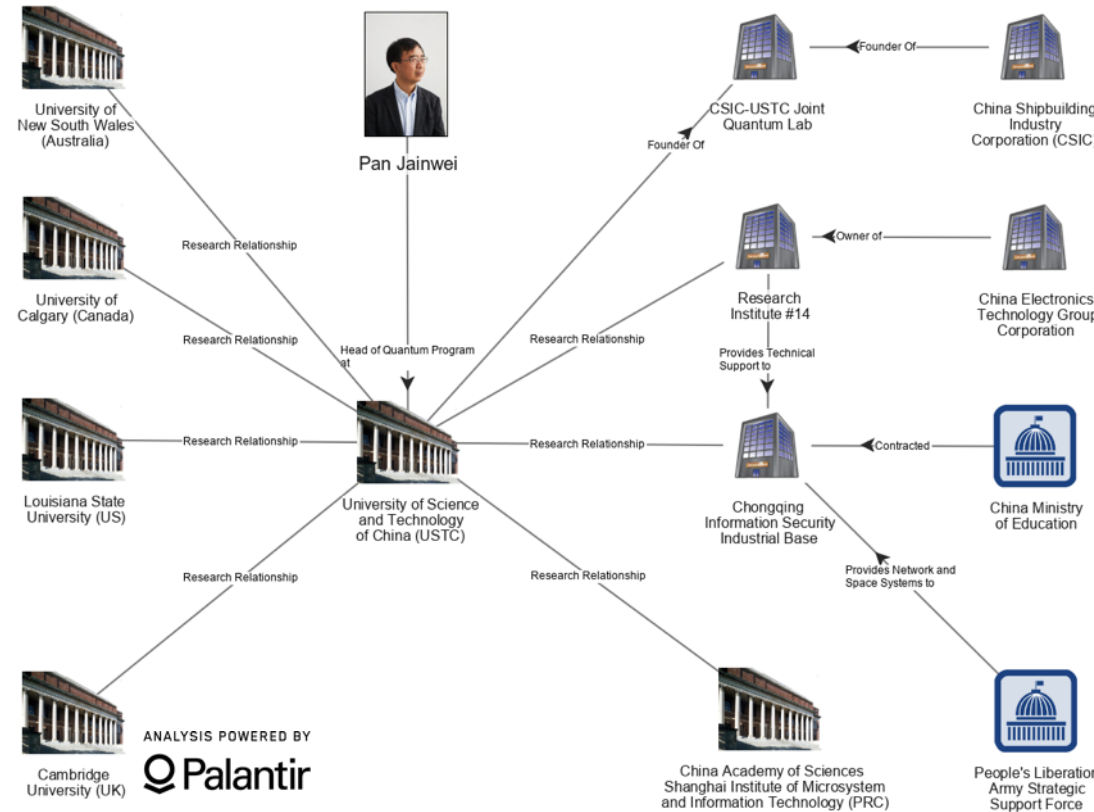 University of
New South Wales
(Australia)
Pan Jainwei
CSIC-USTC Joint
Quantum Lab
Founder Of
China Shipbuilding
Industry
Corporation (CSIC)
Founder Of
Research Relationship
University of
Calgary (Canada)
Research Relationship
Head of Quantum Program
at
Research Relationship
Research
Institute #14
Owner of
China Electronics
Technology Group
Corporation
Provides Technical
Support to
Louisiana State
University (US)
Research Relationship
University of Science
and Technology
of China (USTC)
Research Relationship
Chongqing
Information Security
Industrial Base
Contracted
China Ministry
of Education
Research Relationship
Research Relationship
Provides Network and
Space Systems to
Cambridge
University (UK)
ANALYSIS POWERED BY
Palantir
China Academy of Sciences
Shanghai Institute of Microsystem
and Information Technology (PRC)
People's Liberation
Army Strategic
Support Force